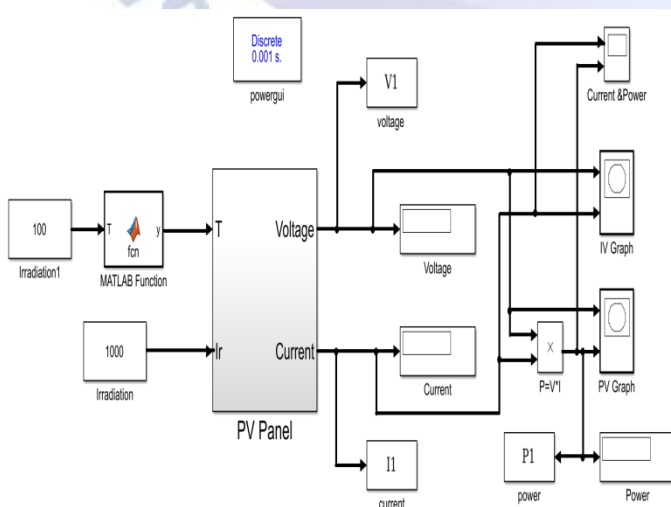 Discrete
0.001 s.
powergui
V1
voltage
Current &Power
100
Irradiation1
T
y
fcn
MATLAB Function
T
Voltage
Voltage
IV Graph
1000
Irradiation
Ir
Current
PV Panel
Current
×
P=V*I
PV Graph
I1
current
P1
power
Power